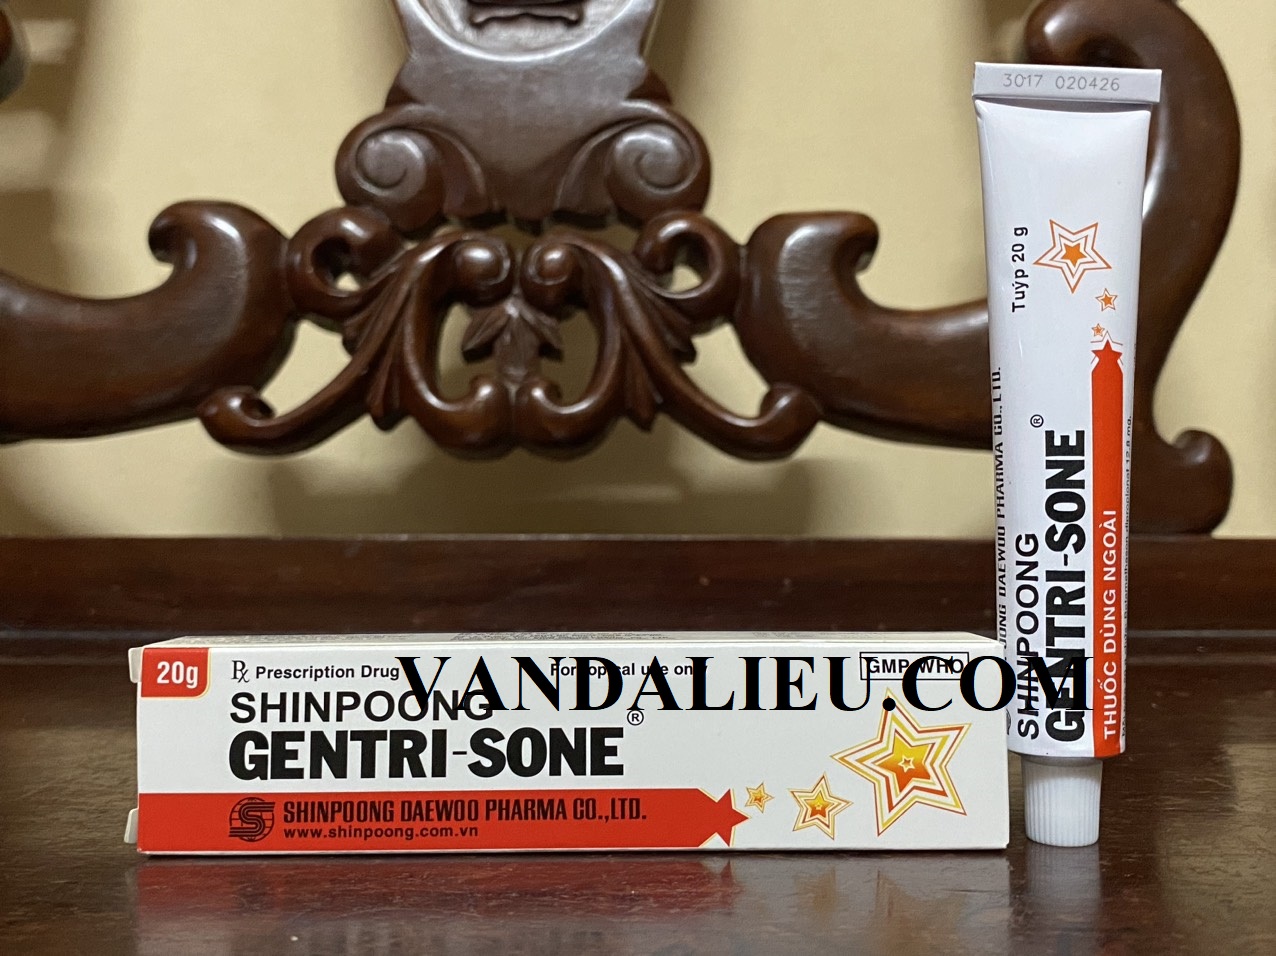 3017 020426
Tuýp 20 g
SHINPOONG
GENTRI-SONE®
THUỐC DÙNG NGOÀI
DAEWOO PHARMA CO., LTD.
20g
Rx Prescription Drug
For topical use only
GMP-WHO
VANDALIEU.COM
SHINPOONG
GENTRI-SONE®
SHINPOONG DAEWOO PHARMA CO.,LTD.
www.shinpoong.com.vn